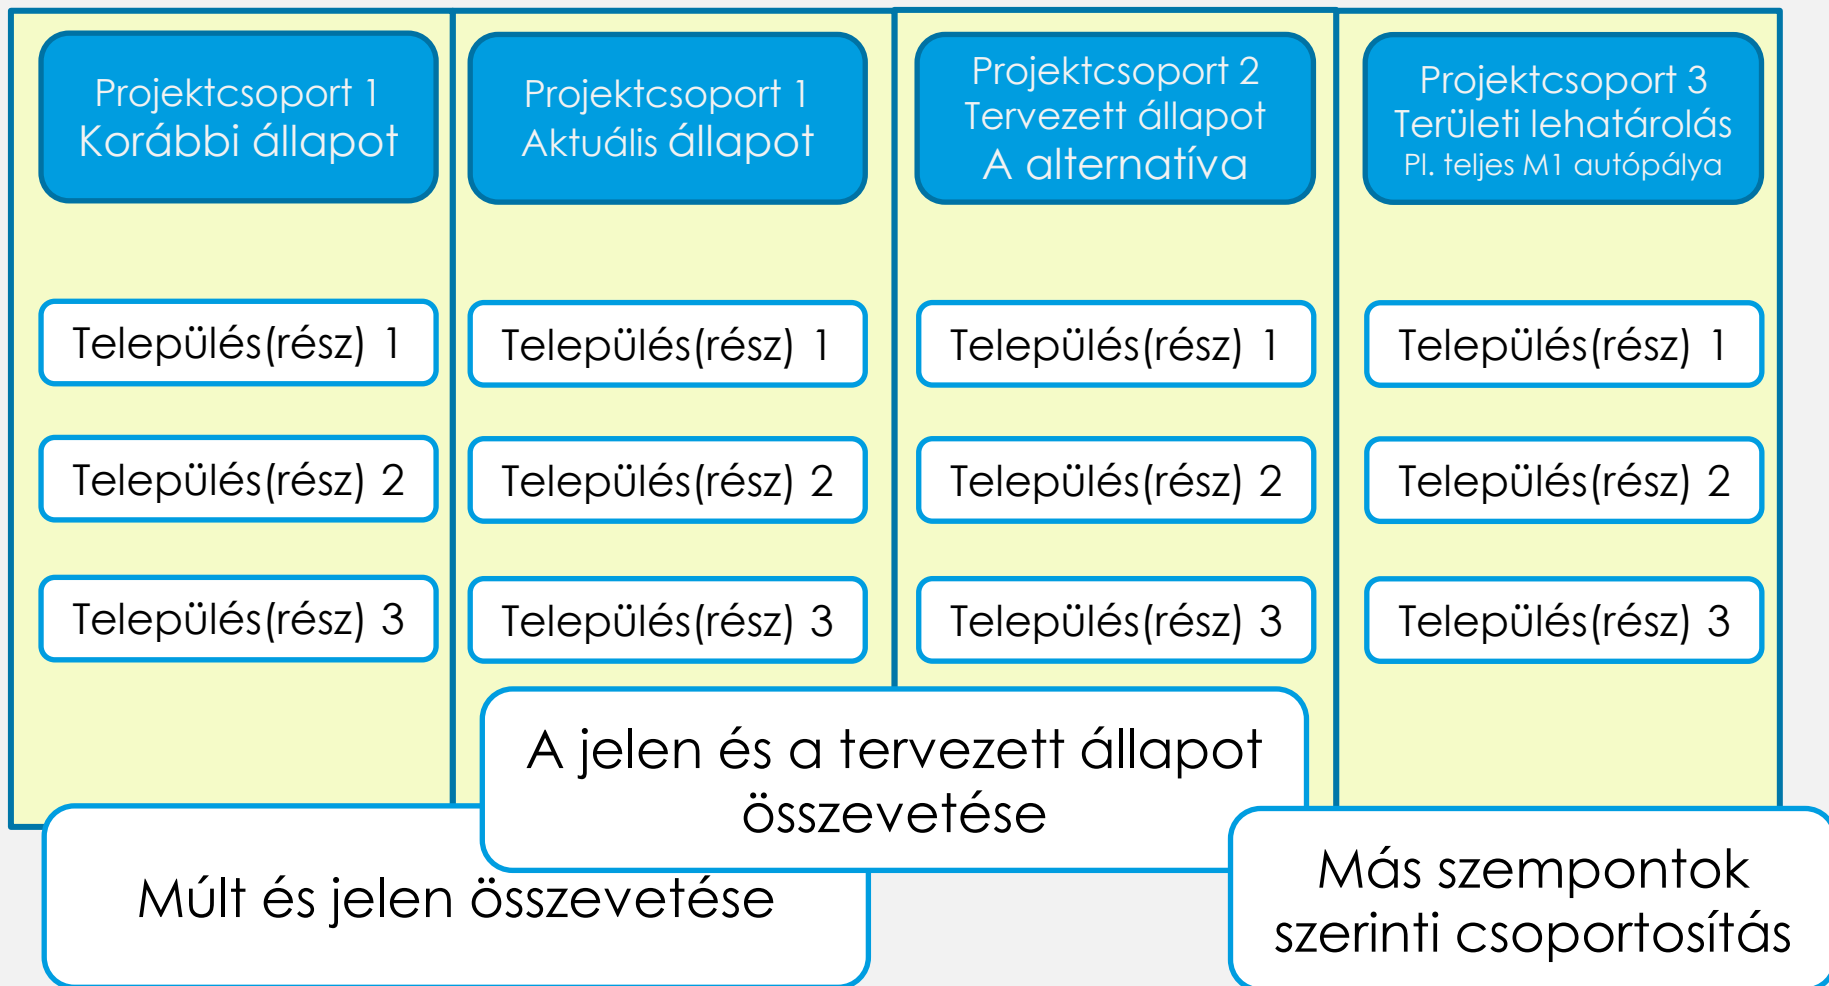 Projektcsoport 1
Korábbi állapot
Projektcsoport 1
Aktuális állapot
Projektcsoport 2
Tervezett állapot
A alternatíva
Projektcsoport 3
Területi lehatárolás
Pl. teljes M1 autópálya
Település(rész) 1
Település(rész) 1
Település(rész) 1
Település(rész) 1
Település(rész) 2
Település(rész) 2
Település(rész) 2
Település(rész) 2
Település(rész) 3
Település(rész) 3
Település(rész) 3
Település(rész) 3
A jelen és a tervezett állapot
összevetése
Múlt és jelen összevetése
Más szempontok
szerinti csoportosítás